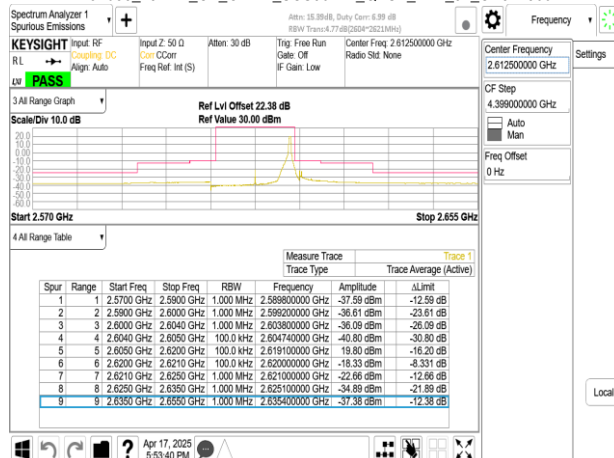 Spectrum Analyzer 1
Spurious Emissions
Attn: 15.39dB, Duty Corr: 6.99 dB
RBW Trans:4.77dB(2604~2621MHz)
Frequency
KEYSIGHT
Input: RF
Coupling: DC
Align: Auto
Input Z: 50 Ω
Corr CCorr
Freq Ref: Int (S)
Atten: 30 dB
Trig: Free Run
Gate: Off
IF Gain: Low
Center Freq: 2.612500000 GHz
Radio Std: None
RL
LXI
PASS
Center Frequency
2.612500000 GHz
Settings
CF Step
4.399000000 GHz
Auto
Man
Freq Offset
0 Hz
3 All Range Graph
Scale/Div 10.0 dB
Ref Lvl Offset 22.38 dB
Ref Value 30.00 dBm
20.0
10.0
0.00
-10.0
-20.0
-30.0
-40.0
-50.0
-60.0
Start 2.570 GHz
Stop 2.655 GHz
4 All Range Table
Measure Trace Trace 1
Trace Type Trace Average (Active)
Spur Range Start Freq Stop Freq RBW Frequency Amplitude ΔLimit
1 1 2.5700 GHz 2.5900 GHz 1.000 MHz 2.589800000 GHz -37.59 dBm -12.59 dB
2 2 2.5900 GHz 2.6000 GHz 1.000 MHz 2.599200000 GHz -36.61 dBm -23.61 dB
3 3 2.6000 GHz 2.6040 GHz 1.000 MHz 2.603800000 GHz -36.09 dBm -26.09 dB
4 4 2.6040 GHz 2.6050 GHz 100.0 kHz 2.604740000 GHz -40.80 dBm -30.80 dB
5 5 2.6050 GHz 2.6200 GHz 100.0 kHz 2.619100000 GHz 19.80 dBm -16.20 dB
6 6 2.6200 GHz 2.6210 GHz 100.0 kHz 2.620000000 GHz -18.33 dBm -8.331 dB
7 7 2.6210 GHz 2.6250 GHz 1.000 MHz 2.621000000 GHz -22.66 dBm -12.66 dB
8 8 2.6250 GHz 2.6350 GHz 1.000 MHz 2.625100000 GHz -34.89 dBm -21.89 dB
9 9 2.6350 GHz 2.6550 GHz 1.000 MHz 2.635400000 GHz -37.38 dBm -12.38 dB
Local
Apr 17, 2025
5:53:40 PM